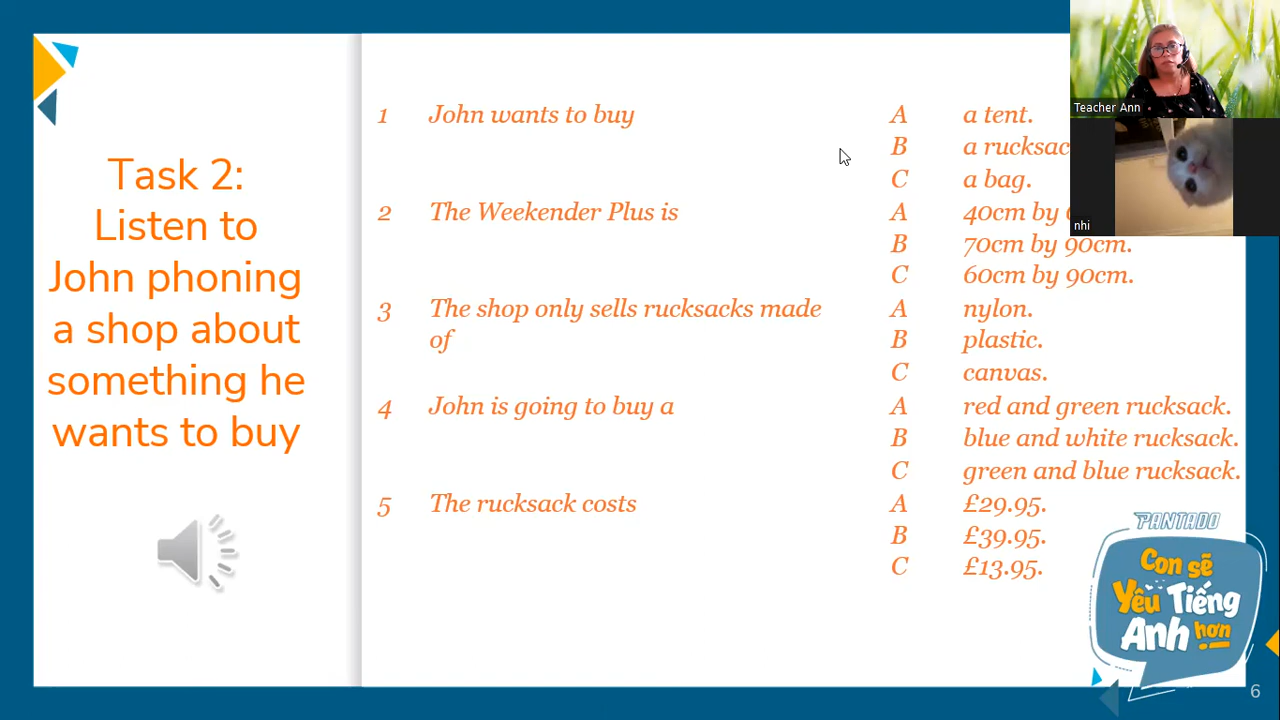 Task 2:
Listen to
John phoning
a shop about
something he
wants to buy
1 John wants to buy A a tent.
B a
C a bag.
2 The Weekender Plus is A 40cm by
B 70cm by 90cm.
C 60cm by 90cm.
3 The shop only sells rucksacks made A nylon.
of B plastic.
C canvas.
4 John is going to buy a A red and green rucksack.
B blue and white rucksack.
C green and blue rucksack.
5 The rucksack costs A £29.95.
B £39.95.
C £13.95.
Teacher Ann
nhi
PANTADO
Con sẽ
Yêu Tiếng
Anh hơn
6